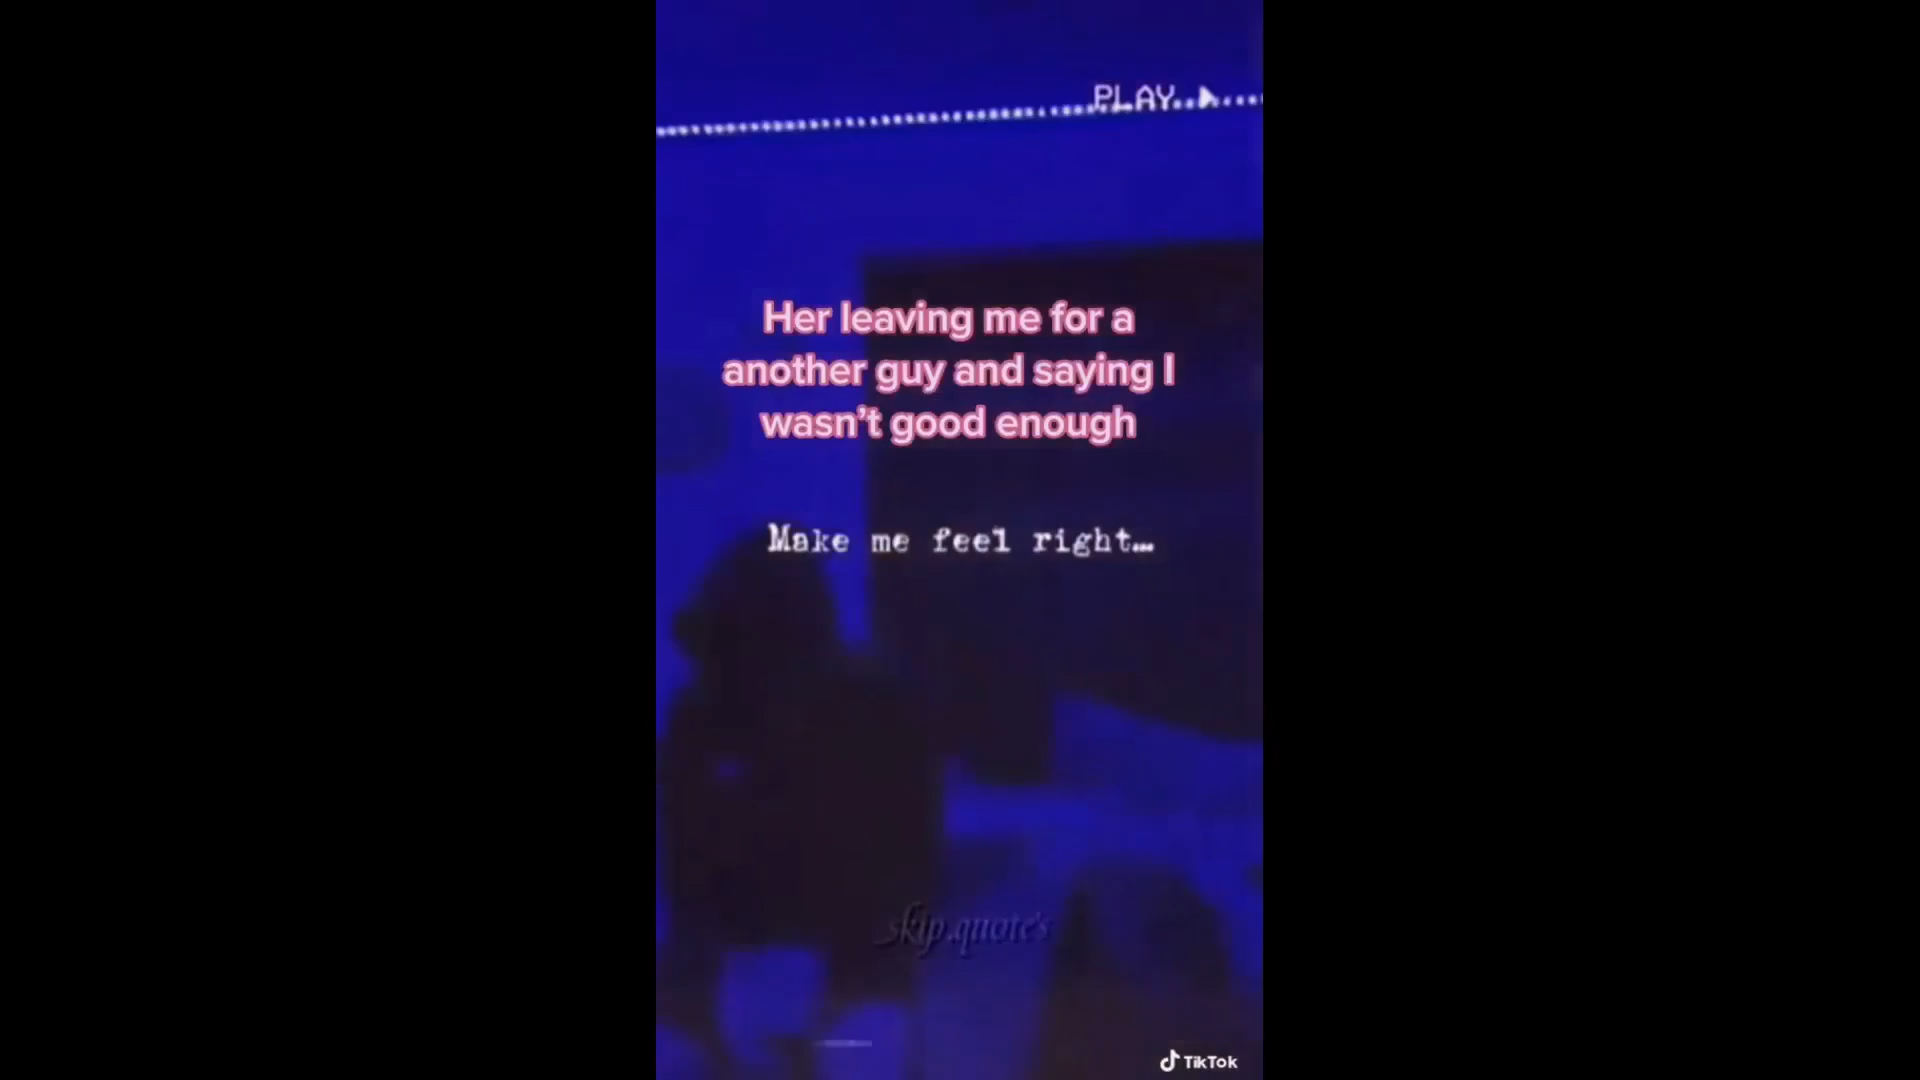 PLAY
Her leaving me for a
another guy and saying I
wasn't good enough
Make me feel right...
skip.quote's
TikTok